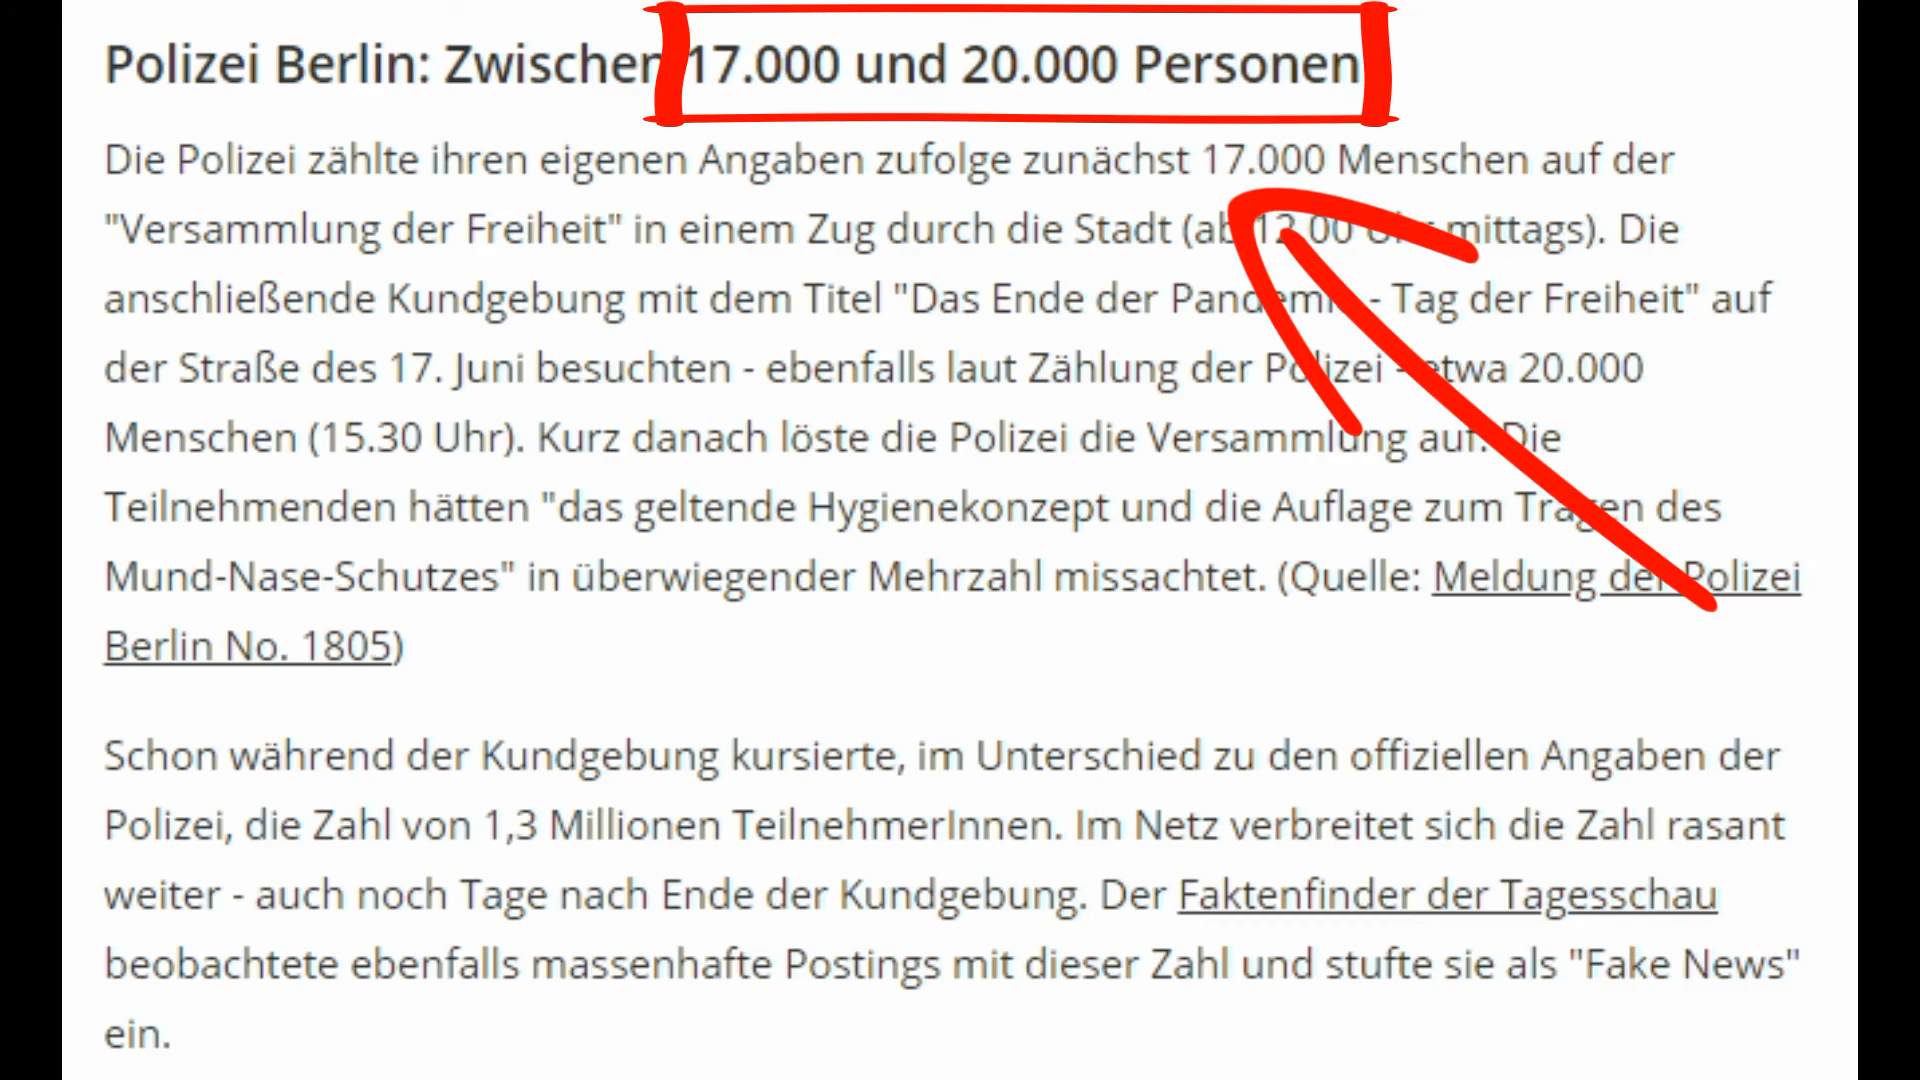 Polizei Berlin: Zwischen 17.000 und 20.000 Personen
Die Polizei zählte ihren eigenen Angaben zufolge zunächst 17.000 Menschen auf der
"Versammlung der Freiheit" in einem Zug durch die Stadt (ab 12.00 Uhr mittags). Die
anschließende Kundgebung mit dem Titel "Das Ende der Pandemie - Tag der Freiheit" auf
der Straße des 17. Juni besuchten - ebenfalls laut Zählung der Polizei - etwa 20.000
Menschen (15.30 Uhr). Kurz danach löste die Polizei die Versammlung auf. Die
Teilnehmenden hätten "das geltende Hygienekonzept und die Auflage zum Tragen des
Mund-Nase-Schutzes" in überwiegender Mehrzahl missachtet. (Quelle: Meldung der Polizei
Berlin No. 1805)
Schon während der Kundgebung kursierte, im Unterschied zu den offiziellen Angaben der
Polizei, die Zahl von 1,3 Millionen TeilnehmerInnen. Im Netz verbreitet sich die Zahl rasant
weiter - auch noch Tage nach Ende der Kundgebung. Der Faktenfinder der Tagesschau
beobachtete ebenfalls massenhafte Postings mit dieser Zahl und stufte sie als "Fake News"
ein.